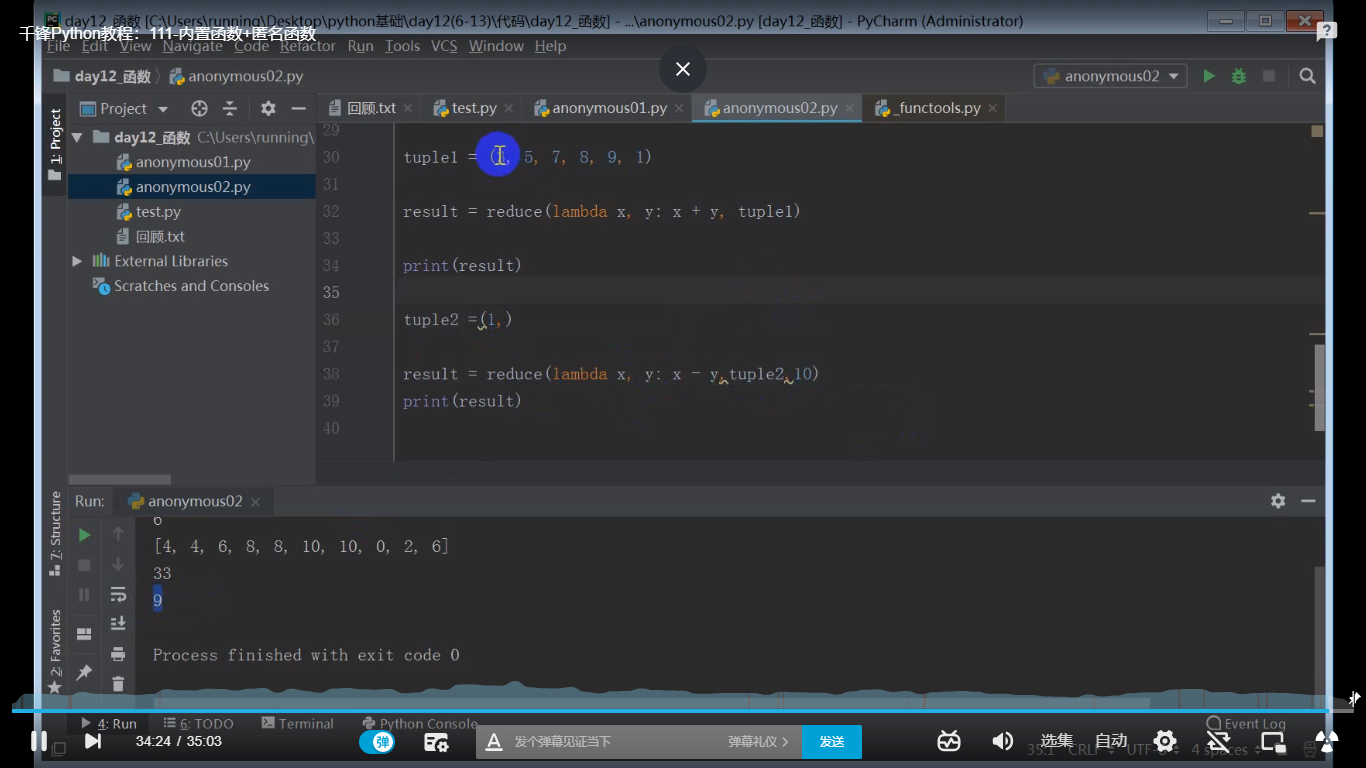 day12_函数 [C:\Users\running\Desktop\python基础\day12(6-13)\代码\day12_函数] - ...\anonymous02.py [day12_函数] - PyCharm (Administrator)
千锋Python教程：111-内置函数+匿名函数
File Edit View Navigate Code Refactor Run Tools VCS Window Help
day12_函数 anonymous02.py
anonymous02
Project
回顾.txt test.py anonymous01.py anonymous02.py _functools.py
1: Project
day12_函数 C:\Users\running\
anonymous01.py
anonymous02.py
test.py
回顾.txt
External Libraries
Scratches and Consoles
29
30 tuple1 = ( , 5, 7, 8, 9, 1)
31
32 result = reduce(lambda x, y: x + y, tuple1)
33
34 print(result)
35
36 tuple2 =(1,)
37
38 result = reduce(lambda x, y: x - y,tuple2,10)
39 print(result)
40
Run: anonymous02
7: Structure
2: Favorites
6
[4, 4, 6, 8, 8, 10, 10, 0, 2, 6]
33
9
Process finished with exit code 0
4: Run 6: TODO Terminal Python Console Event Log
34:24 / 35:03 弹 发个弹幕见证当下 弹幕礼仪 发送 选集 自动
35:1 CRLF UTF-8 4 spaces